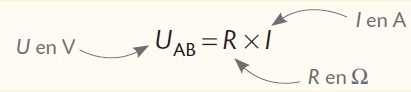 I en A
U en V
U_AB = R × I
R en Ω